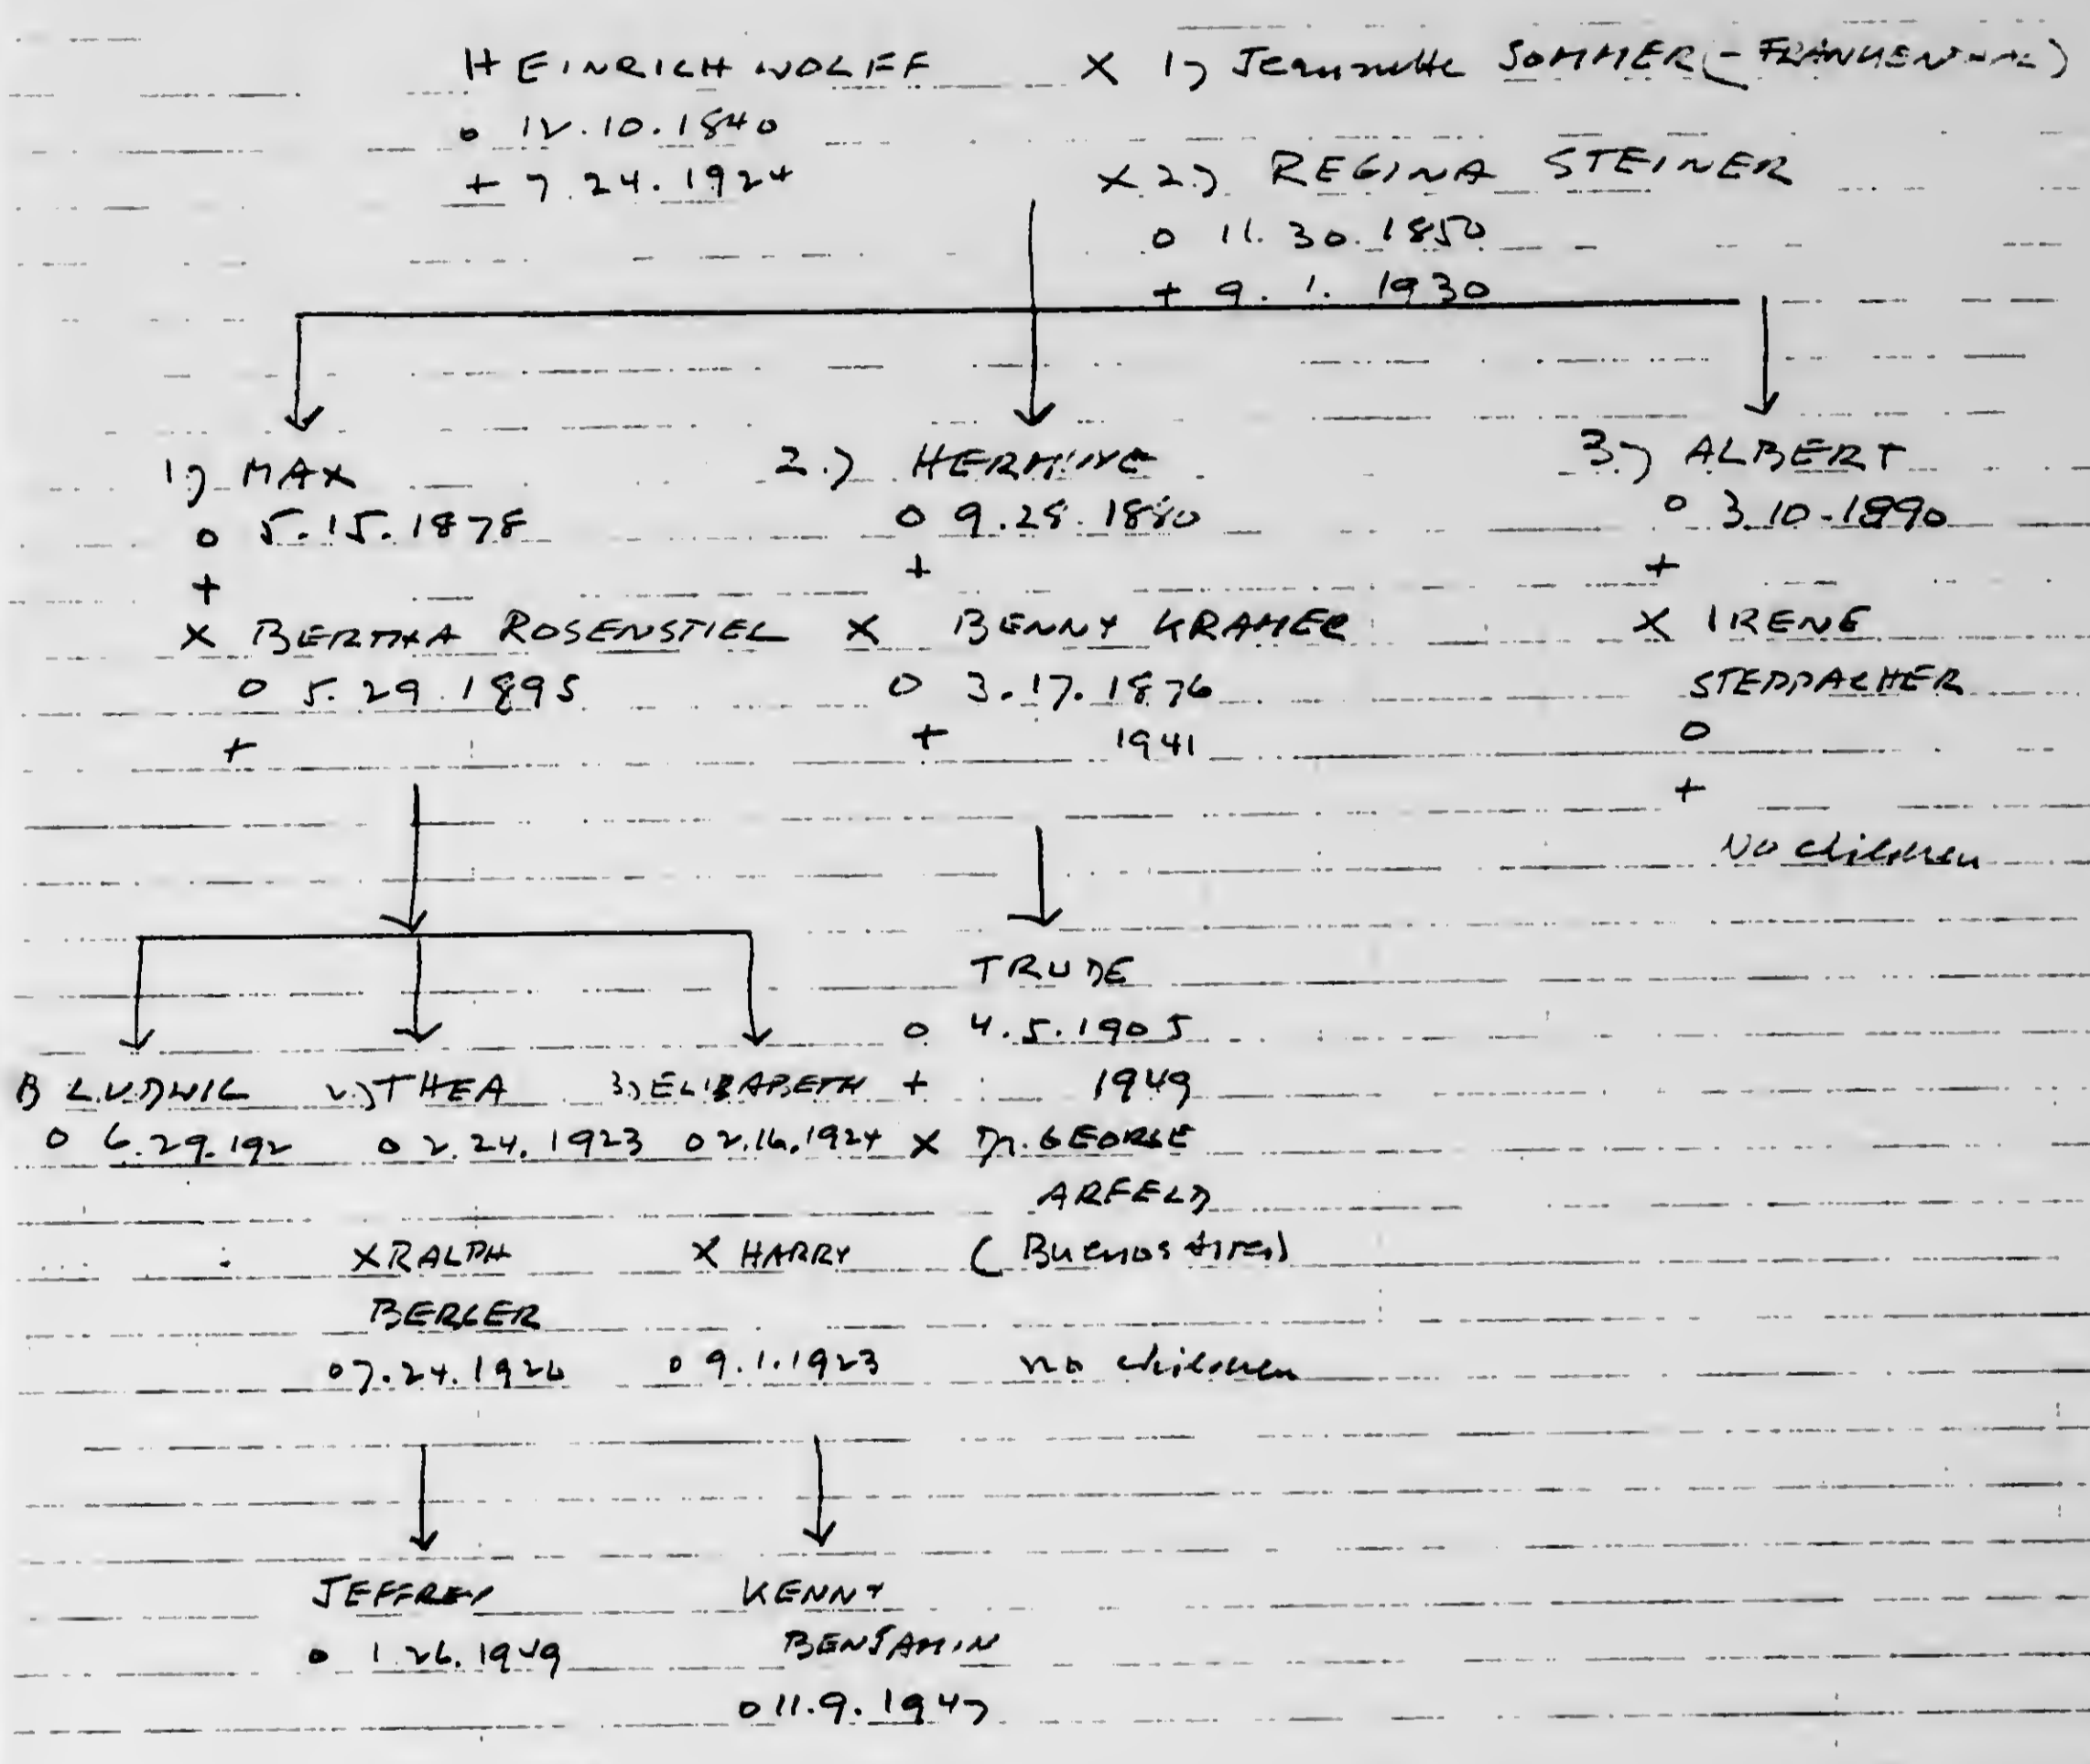 HEINRICH WOLFF X 1) Jeannette SOMMER (-FRANKENTHAL)
o 12.10.1840
+ 7.24.1924
X 2.) REGINA STEINER
o 11.30.1850
+ 9.1.1930
1) MAX
o 5.15.1878
+
X BERTHA ROSENSTIEL
o 5.29.1895
+
2.) HERMINE
o 9.28.1880
+
X BENNY KRAMER
o 3.17.1876
+ 1941
3.) ALBERT
o 3.10.1890
+
X IRENE
STEPPACHER
o
+
No children
1) LUDWIG
o 6.29.192
2.) THEA
o 2.24.1923
X RALPH
BERGER
o 7.24.1926
3) ELISABETH
o 2.16.1924
X HARRY
o 9.1.1923
TRUDE
o 4.5.1905
+ 1949
X Dr. GEORGE
ARFELD
(Buenos Aires)
no children
JEFFREY
o 1.26.1949
KENNY
BENJAMIN
o 11.9.1947